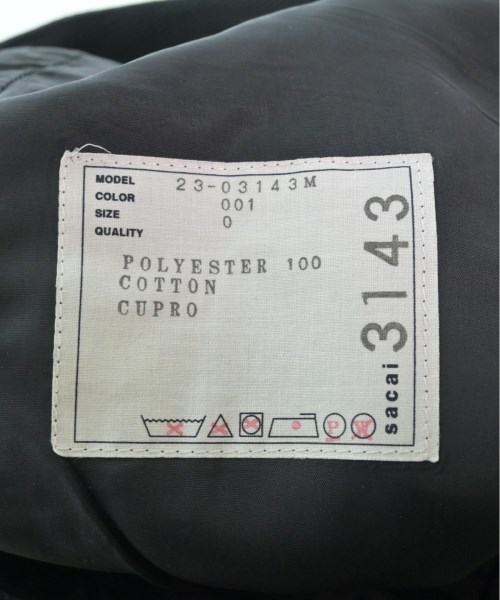 MODEL 23-03143M
COLOR 001
SIZE 0
QUALITY
POLYESTER 100
COTTON
CUPRO
sacai 3143
P W